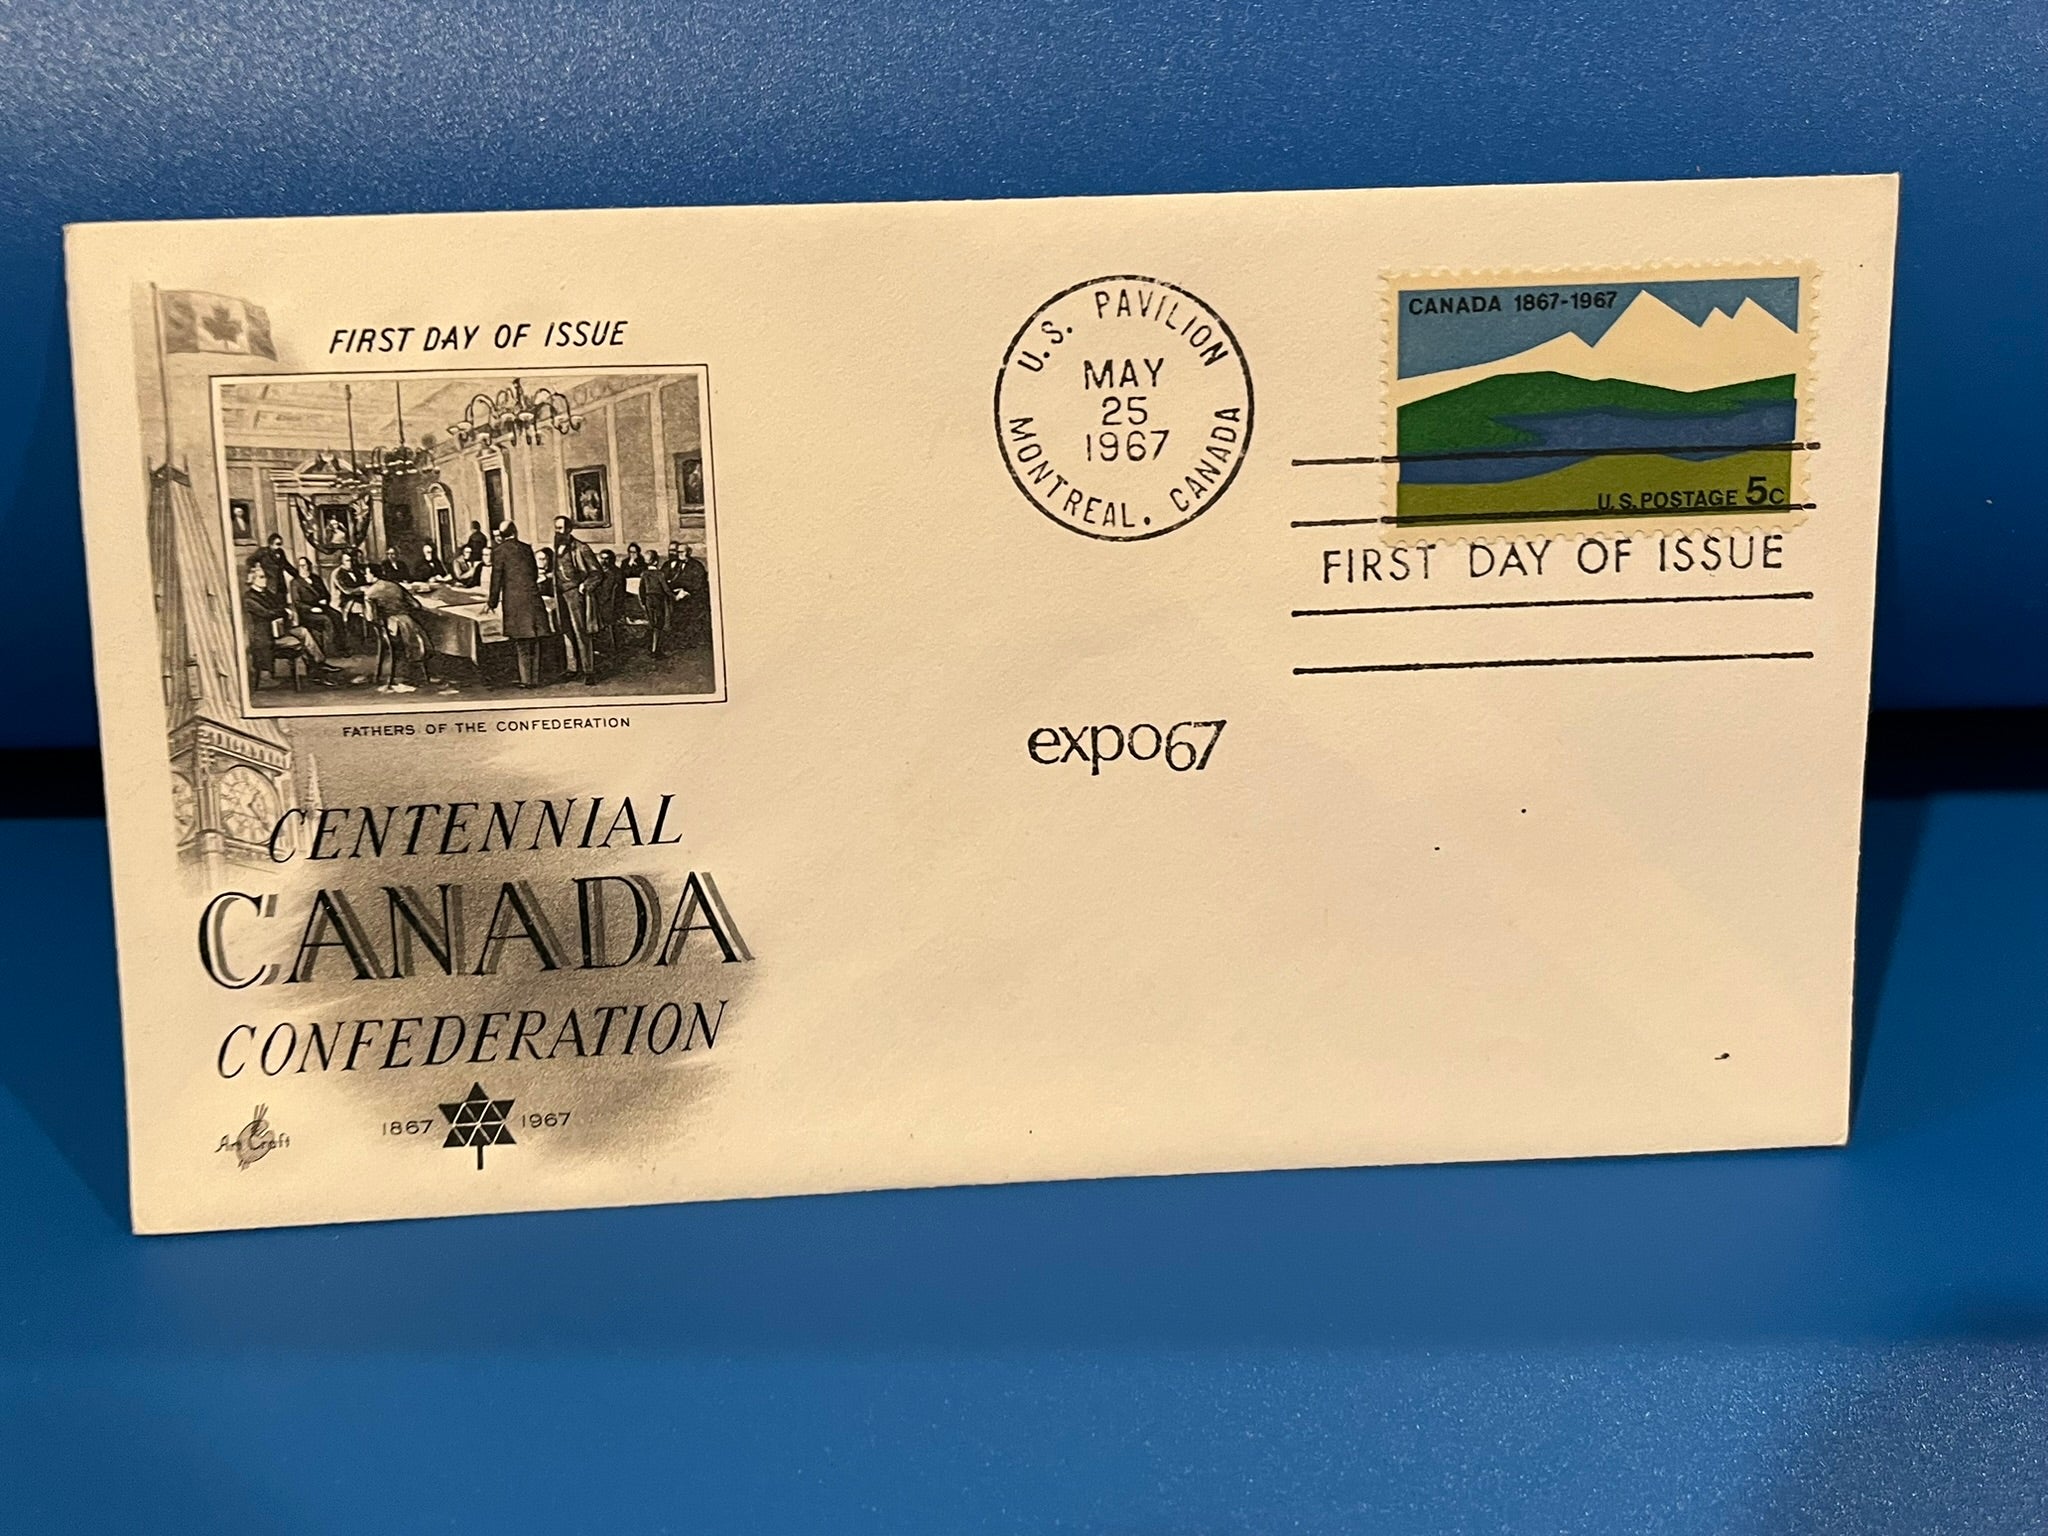 FIRST DAY OF ISSUE
FATHERS OF THE CONFEDERATION
CENTENNIAL
CANADA
CONFEDERATION
1867 1967
Art Craft
U.S. PAVILION
MAY
25
1967
MONTREAL. CANADA
expo67
CANADA 1867-1967
U.S. POSTAGE 5c
FIRST DAY OF ISSUE